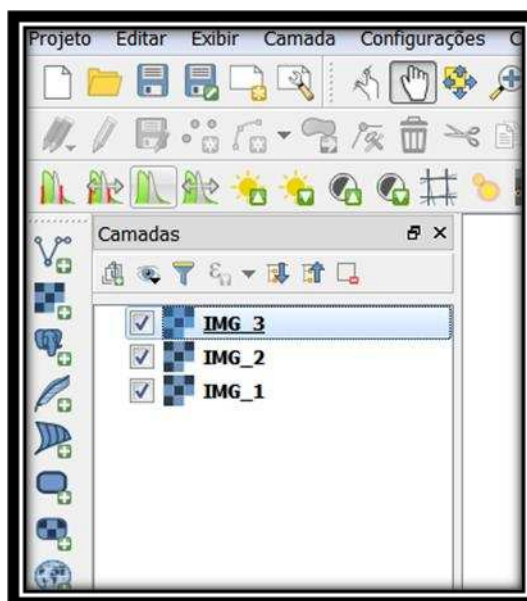 Projeto Editar Exibir Camada Configurações C
Camadas
IMG_3
IMG_2
IMG_1